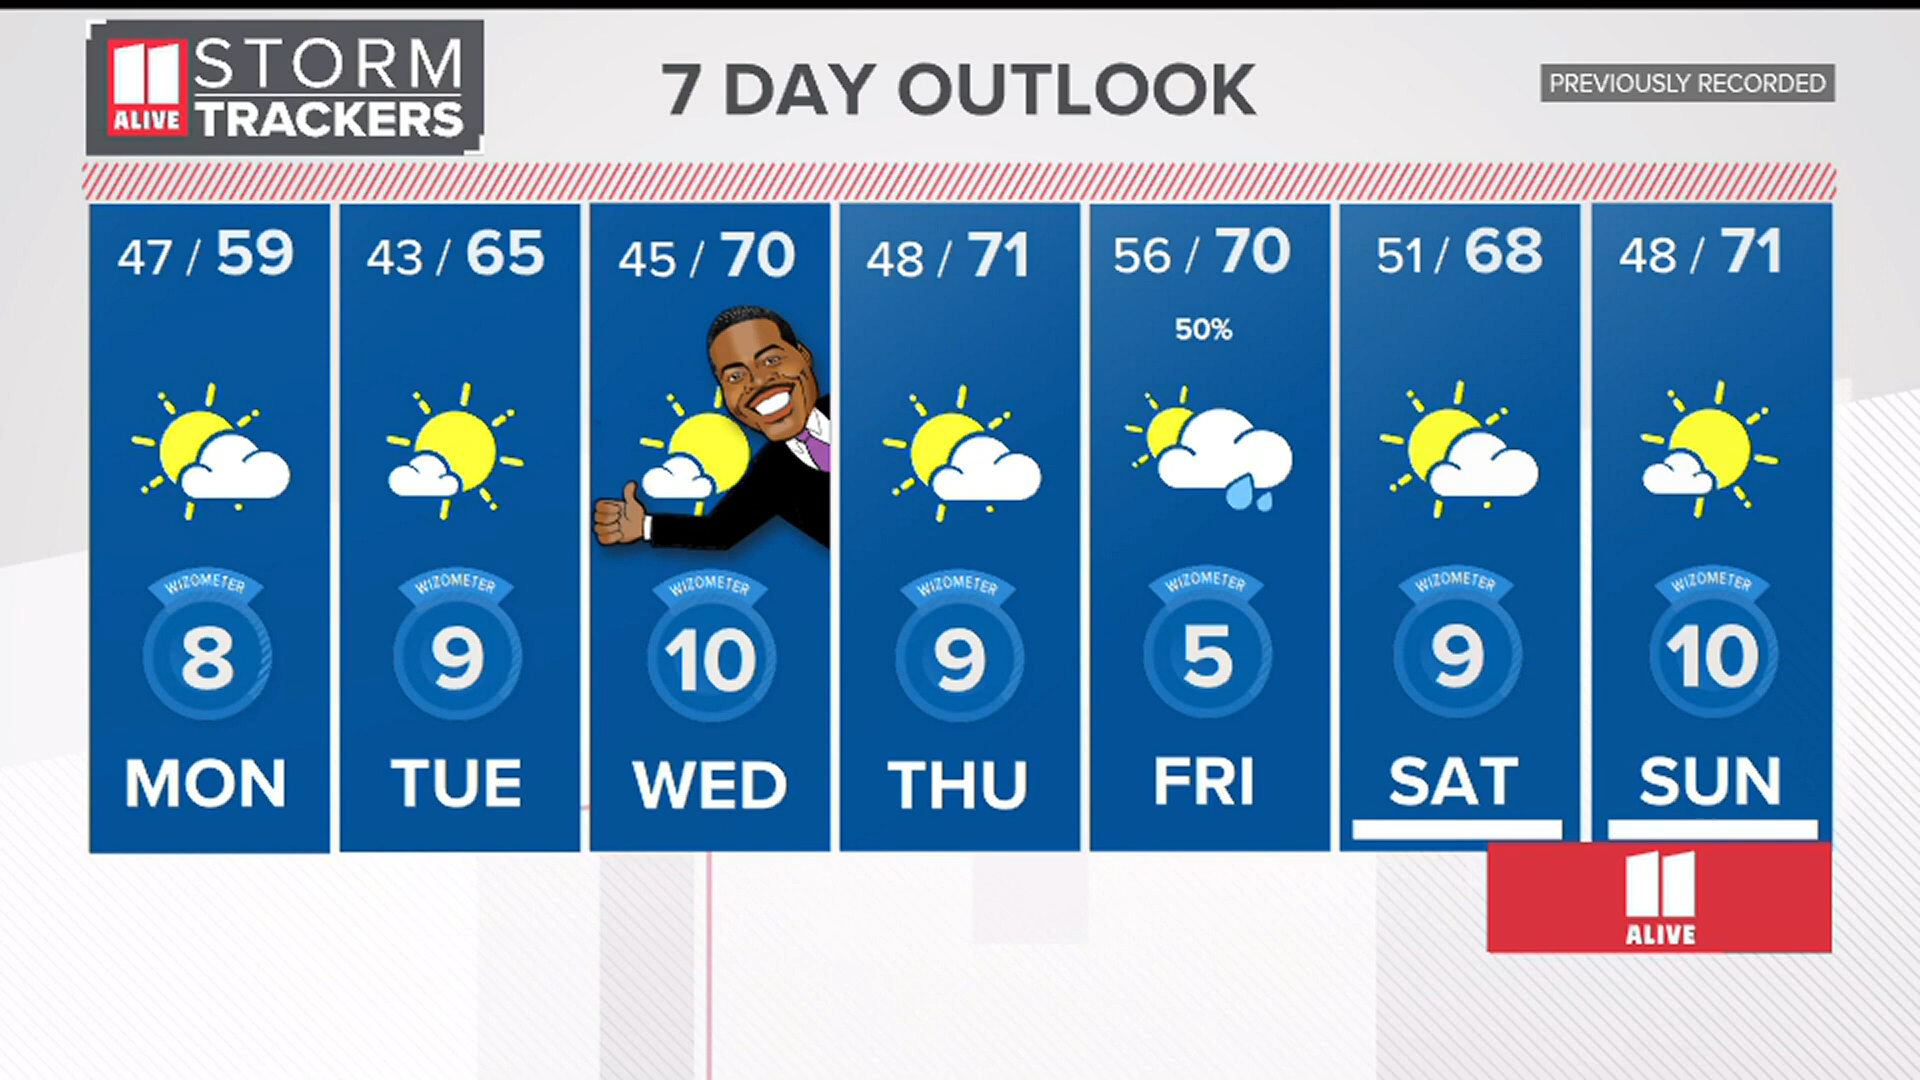 11 ALIVE
STORM
TRACKERS
7 DAY OUTLOOK
PREVIOUSLY RECORDED
47 / 59
WIZOMETER
8
MON
43 / 65
WIZOMETER
9
TUE
45 / 70
WIZOMETER
10
WED
48 / 71
WIZOMETER
9
THU
56 / 70
50%
WIZOMETER
5
FRI
51 / 68
WIZOMETER
9
SAT
48 / 71
WIZOMETER
10
SUN
11
ALIVE